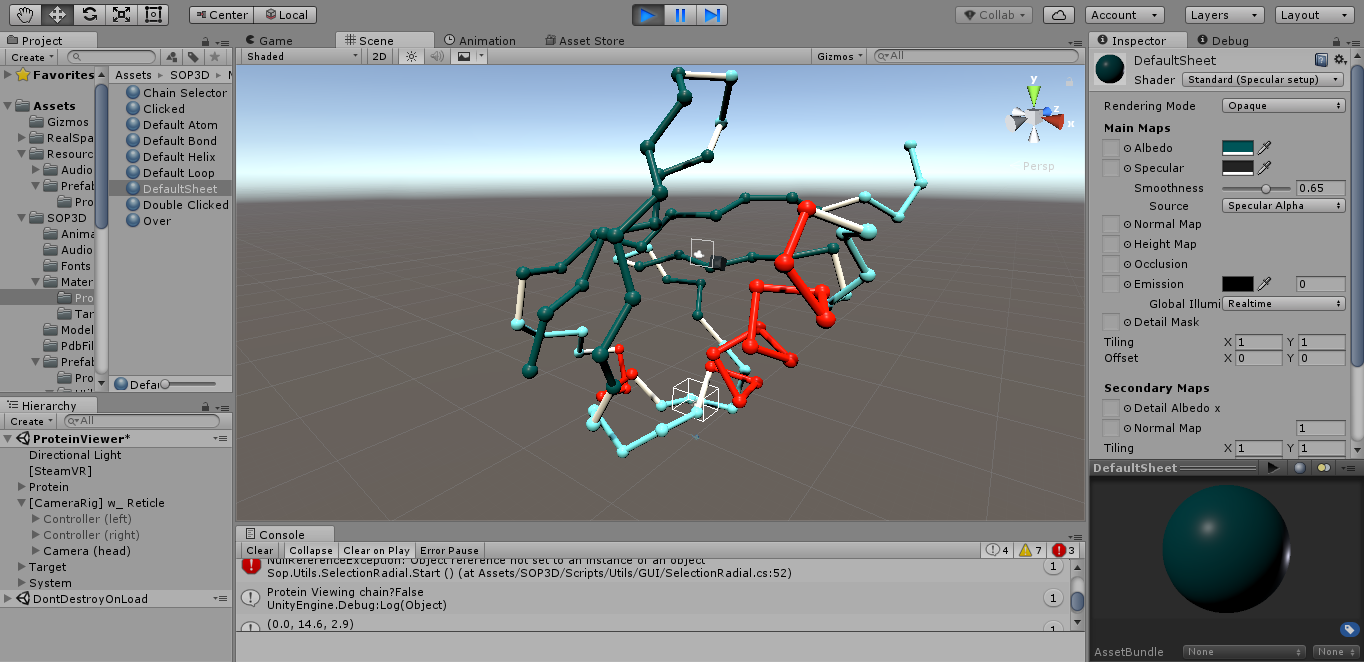 Center Local
Collab Account Layers Layout
Project
Create
Favorites
Assets
Gizmos
RealSpa
Resourc
Audio
Prefab
Pro
SOP3D
Anima
Audio
Fonts
Mater
Pro
Tar
Model
PdbFil
Prefab
Pro
Assets SOP3D
Chain Selector
Clicked
Default Atom
Default Bond
Default Helix
Default Loop
DefaultSheet
Double Clicked
Over
Defau
Hierarchy
Create All
ProteinViewer*
Directional Light
[SteamVR]
Protein
[CameraRig] w_ Reticle
Controller (left)
Controller (right)
Camera (head)
Target
System
DontDestroyOnLoad
Game Scene Animation Asset Store
Shaded 2D Gizmos All
y
z
x
Persp
Console
Clear Collapse Clear on Play Error Pause 4 7 3
NullReferenceException: Object reference not set to an instance of an object
Sop.Utils.SelectionRadial.Start () (at Assets/SOP3D/Scripts/Utils/GUI/SelectionRadial.cs:52)
1
Protein Viewing chain?False
UnityEngine.Debug:Log(Object)
1
(0.0, 14.6, 2.9)
1
Inspector Debug
DefaultSheet
Shader Standard (Specular setup)
Rendering Mode Opaque
Main Maps
Albedo
Specular
Smoothness 0.65
Source Specular Alpha
Normal Map
Height Map
Occlusion
Emission 0
Global Illumi Realtime
Detail Mask
Tiling X 1 Y 1
Offset X 0 Y 0
Secondary Maps
Detail Albedo x
Normal Map 1
Tiling X 1 Y 1
DefaultSheet
AssetBundle None None